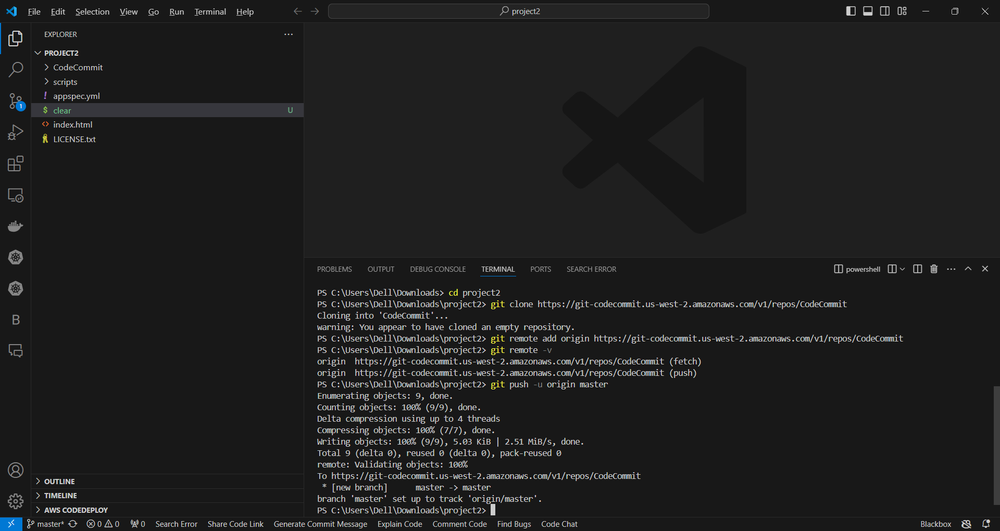 File Edit Selection View Go Run Terminal Help
project2
EXPLORER
PROJECT2
CodeCommit
scripts
! appspec.yml
$ clear U
<> index.html
LICENSE.txt
1
B
OUTLINE
TIMELINE
AWS CODEDEPLOY
PROBLEMS OUTPUT DEBUG CONSOLE TERMINAL PORTS SEARCH ERROR
powershell
PS C:\Users\Dell\Downloads> cd project2
PS C:\Users\Dell\Downloads\project2> git clone https://git-codecommit.us-west-2.amazonaws.com/v1/repos/CodeCommit
Cloning into 'CodeCommit'...
warning: You appear to have cloned an empty repository.
PS C:\Users\Dell\Downloads\project2> git remote add origin https://git-codecommit.us-west-2.amazonaws.com/v1/repos/CodeCommit
PS C:\Users\Dell\Downloads\project2> git remote -v
origin  https://git-codecommit.us-west-2.amazonaws.com/v1/repos/CodeCommit (fetch)
origin  https://git-codecommit.us-west-2.amazonaws.com/v1/repos/CodeCommit (push)
PS C:\Users\Dell\Downloads\project2> git push -u origin master
Enumerating objects: 9, done.
Counting objects: 100% (9/9), done.
Delta compression using up to 4 threads
Compressing objects: 100% (7/7), done.
Writing objects: 100% (9/9), 5.03 KiB | 2.51 MiB/s, done.
Total 9 (delta 0), reused 0 (delta 0), pack-reused 0
remote: Validating objects: 100%
To https://git-codecommit.us-west-2.amazonaws.com/v1/repos/CodeCommit
 * [new branch]      master -> master
branch 'master' set up to track 'origin/master'.
PS C:\Users\Dell\Downloads\project2>
master* 0 0 0 Search Error Share Code Link Generate Commit Message Explain Code Comment Code Find Bugs Code Chat Blackbox